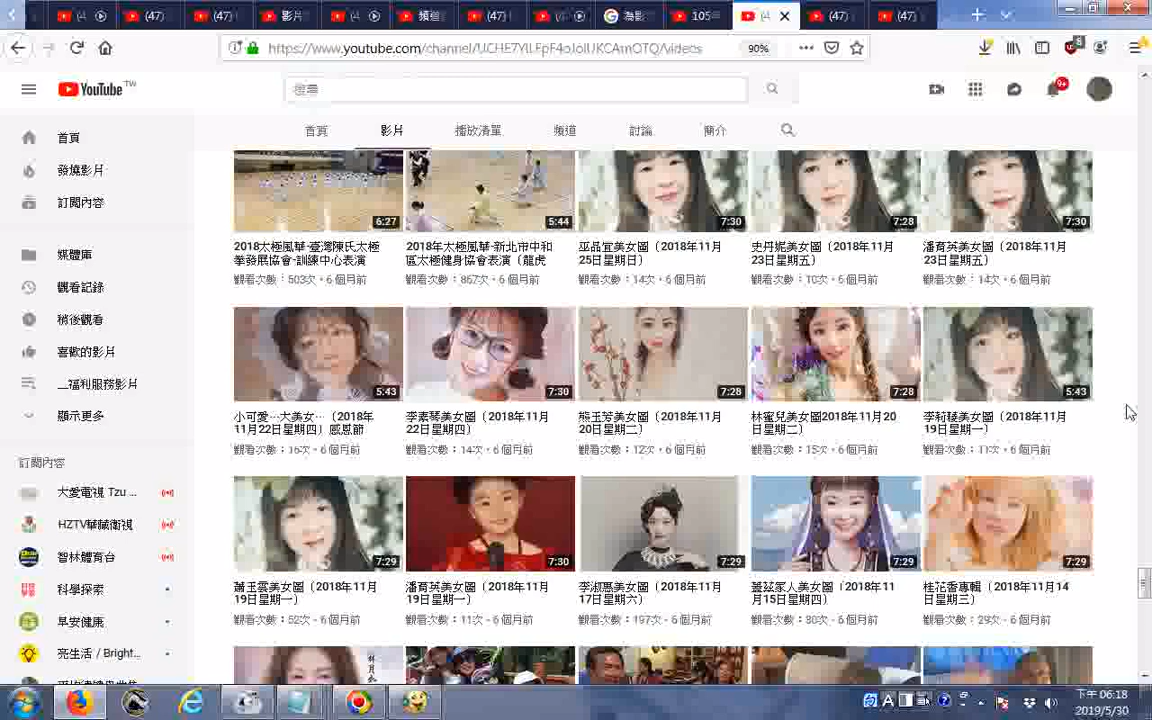 (47)
(47)
影片
頻道
(47)
為影
105
(47)
(47)
https://www.youtube.com/channel/
/videos
90%
YouTube TW
搜尋
9+
首頁
影片
播放清單
頻道
討論
簡介
首頁
發燒影片
訂閱內容
媒體庫
觀看記錄
稍後觀看
喜歡的影片
__福利服務影片
顯示更多
訂閱內容
大愛電視 Tzu ...
HZTV華藏衛視
智林體育台
科學探索
早安健康
亮生活 / Bright...
6:27
5:44
7:30
7:28
7:30
2018太極風華-臺灣陳氏太極
拳發展協會-訓練中心表演
觀看次數：503次 • 6 個月前
2018年太極風華-新北市中和
區太極健身協會表演（龍虎
觀看次數：867次 • 6 個月前
巫品宜美女圖（2018年11月
25日星期日）
觀看次數：14次 • 6 個月前
史丹妮美女圖（2018年11月
23日星期五）
觀看次數：10次 • 6 個月前
潘育英美女圖（2018年11月
23日星期五）
觀看次數：14次 • 6 個月前
5:43
7:30
7:28
7:28
5:43
小可愛…大美女…（2018年
11月22日星期四）感恩節
觀看次數：16次 • 6 個月前
李素琴美女圖（2018年11月
22日星期四）
觀看次數：14次 • 6 個月前
熊玉芳美女圖（2018年11月
20日星期二）
觀看次數：12次 • 6 個月前
林蜜兒美女圖2018年11月20
日星期二）
觀看次數：15次 • 6 個月前
美女圖（2018年11月
19日星期一）
觀看次數：11次 • 6 個月前
7:29
7:30
7:29
7:29
7:29
蕭玉雲美女圖（2018年11月
19日星期一）
觀看次數：52次 • 6 個月前
潘育英美女圖（2018年11月
19日星期一）
觀看次數：11次 • 6 個月前
李淑惠美女圖（2018年11月
17日星期六）
觀看次數：197次 • 6 個月前
家人美女圖（2018年11
月15日星期四）
觀看次數：80次 • 6 個月前
桂花香專輯（2018年11月14
日星期三）
觀看次數：29次 • 6 個月前
下午 06:18
2019/5/30